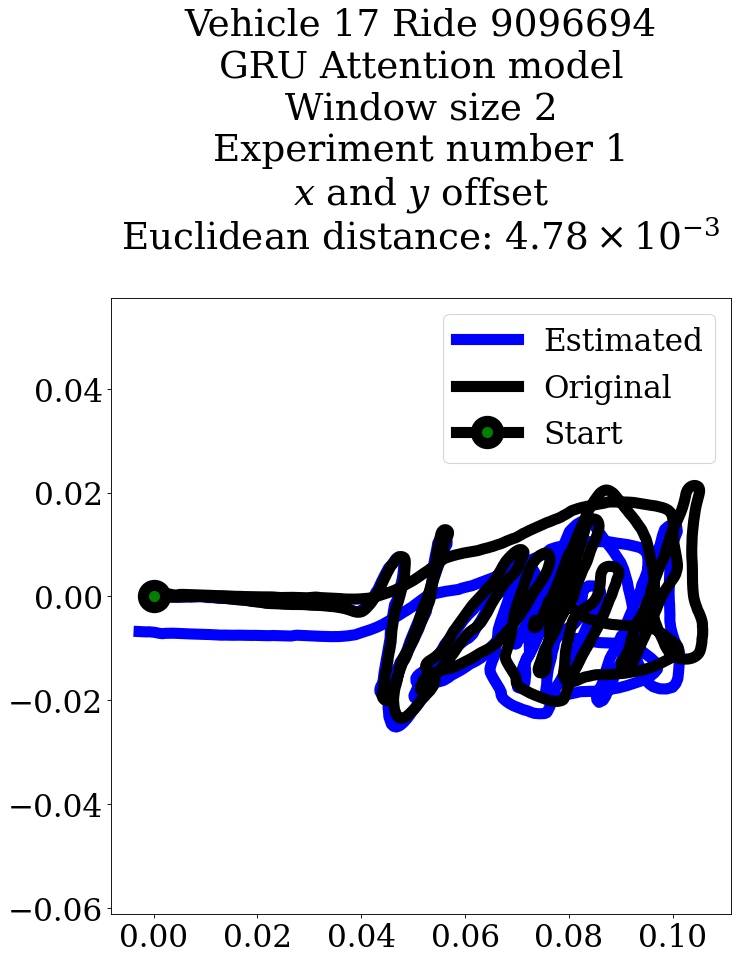 Vehicle 17 Ride 9096694
GRU Attention model
Window size 2
Experiment number 1
x and y offset
Euclidean distance: 4.78 × 10⁻³
Estimated
Original
Start
0.04
0.02
0.00
−0.02
−0.04
−0.06
0.00 0.02 0.04 0.06 0.08 0.10